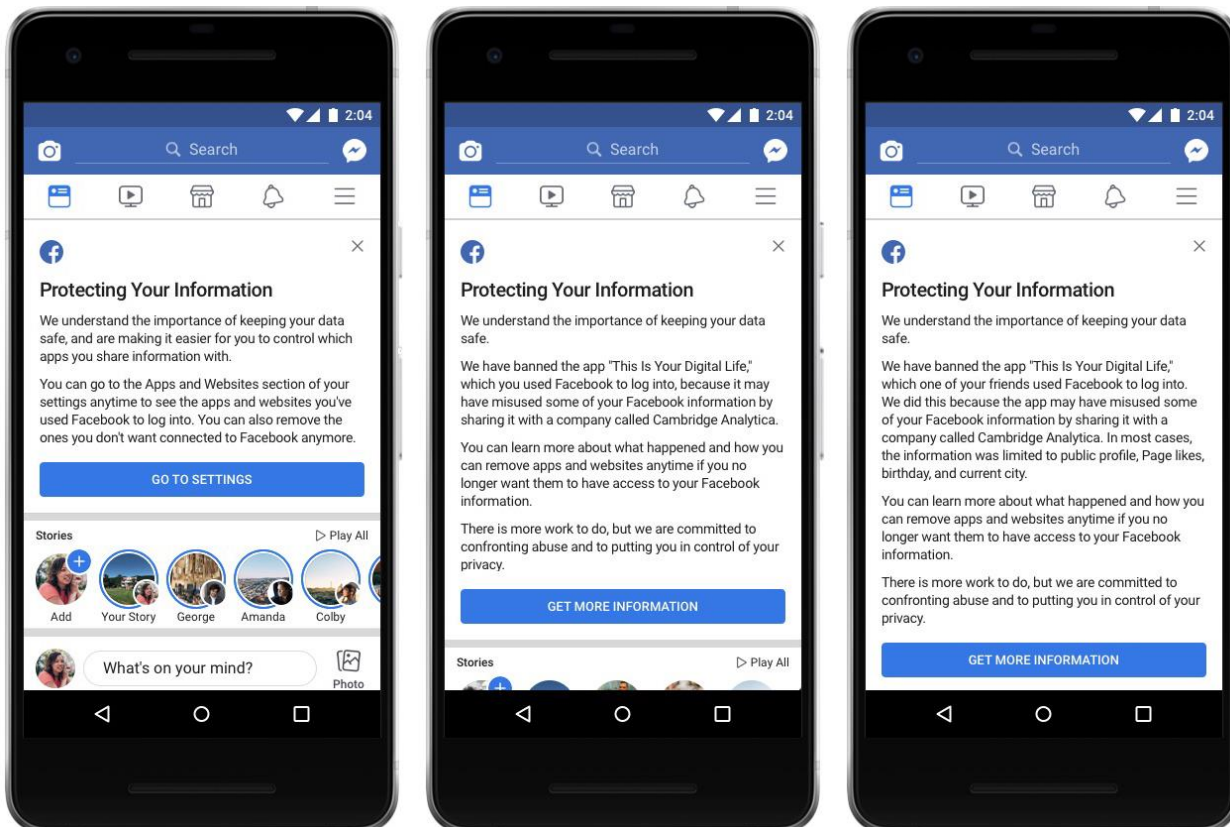 2:04
Search
Protecting Your Information
We understand the importance of keeping your data
safe, and are making it easier for you to control which
apps you share information with.
You can go to the Apps and Websites section of your
settings anytime to see the apps and websites you've
used Facebook to log into. You can also remove the
ones you don't want connected to Facebook anymore.
GO TO SETTINGS
Stories
Play All
Add
Your Story
George
Amanda
Colby
What's on your mind?
Photo
2:04
Search
Protecting Your Information
We understand the importance of keeping your data
safe.
We have banned the app "This Is Your Digital Life,"
which you used Facebook to log into, because it may
have misused some of your Facebook information by
sharing it with a company called Cambridge Analytica.
You can learn more about what happened and how you
can remove apps and websites anytime if you no
longer want them to have access to your Facebook
information.
There is more work to do, but we are committed to
confronting abuse and to putting you in control of your
privacy.
GET MORE INFORMATION
Stories
Play All
2:04
Search
Protecting Your Information
We understand the importance of keeping your data
safe.
We have banned the app "This Is Your Digital Life,"
which one of your friends used Facebook to log into.
We did this because the app may have misused some
of your Facebook information by sharing it with a
company called Cambridge Analytica. In most cases,
the information was limited to public profile, Page likes,
birthday, and current city.
You can learn more about what happened and how you
can remove apps and websites anytime if you no
longer want them to have access to your Facebook
information.
There is more work to do, but we are committed to
confronting abuse and to putting you in control of your
privacy.
GET MORE INFORMATION